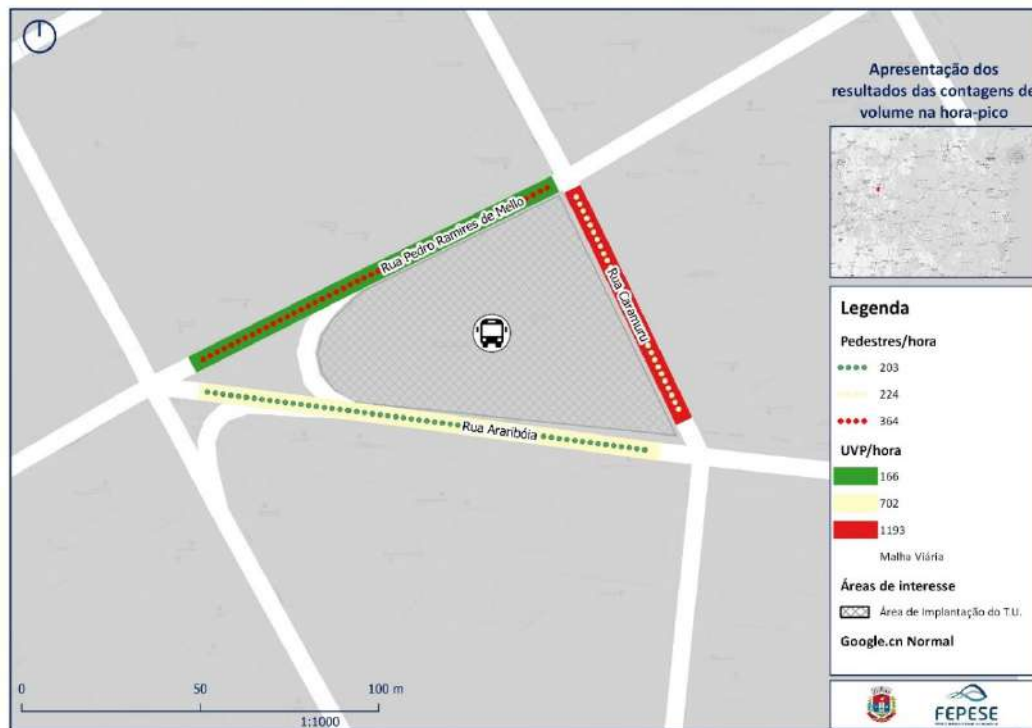 Apresentação dos
resultados das contagens de
volume na hora-pico
Rua Pedro Ramires de Mello
Rua Caramuru
Rua Araribóia
Legenda
Pedestres/hora
203
224
364
UVP/hora
166
702
1193
Malha Viária
Áreas de interesse
Área de Implantação do T.U.
Google.cn Normal
0 50 100 m
1:1000
FEPESE